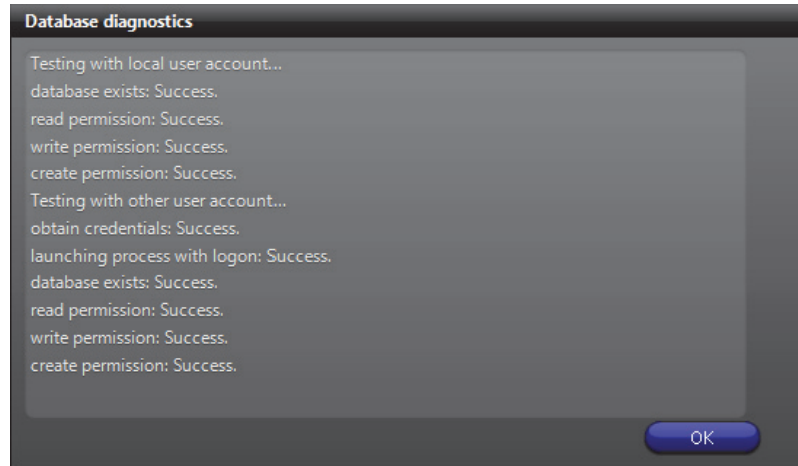 Database diagnostics
Testing with local user account...
database exists: Success.
read permission: Success.
write permission: Success.
create permission: Success.
Testing with other user account...
obtain credentials: Success.
launching process with logon: Success.
database exists: Success.
read permission: Success.
write permission: Success.
create permission: Success.
OK